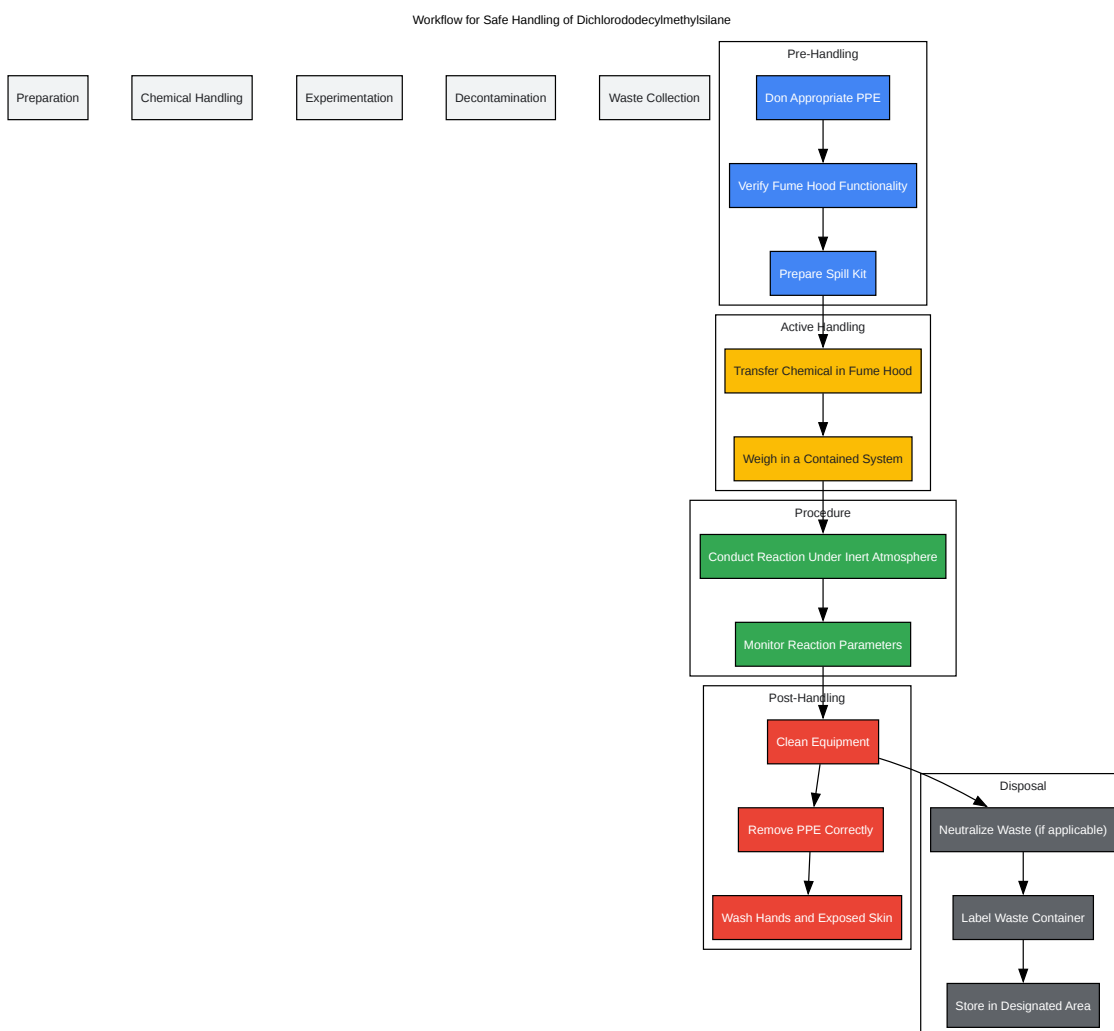 Workflow for Safe Handling of Dichlorododecylmethylsilane
Preparation
Chemical Handling
Experimentation
Decontamination
Waste Collection
Pre-Handling
Don Appropriate PPE
Verify Fume Hood Functionality
Prepare Spill Kit
Active Handling
Transfer Chemical in Fume Hood
Weigh in a Contained System
Procedure
Conduct Reaction Under Inert Atmosphere
Monitor Reaction Parameters
Post-Handling
Clean Equipment
Remove PPE Correctly
Wash Hands and Exposed Skin
Disposal
Neutralize Waste (if applicable)
Label Waste Container
Store in Designated Area